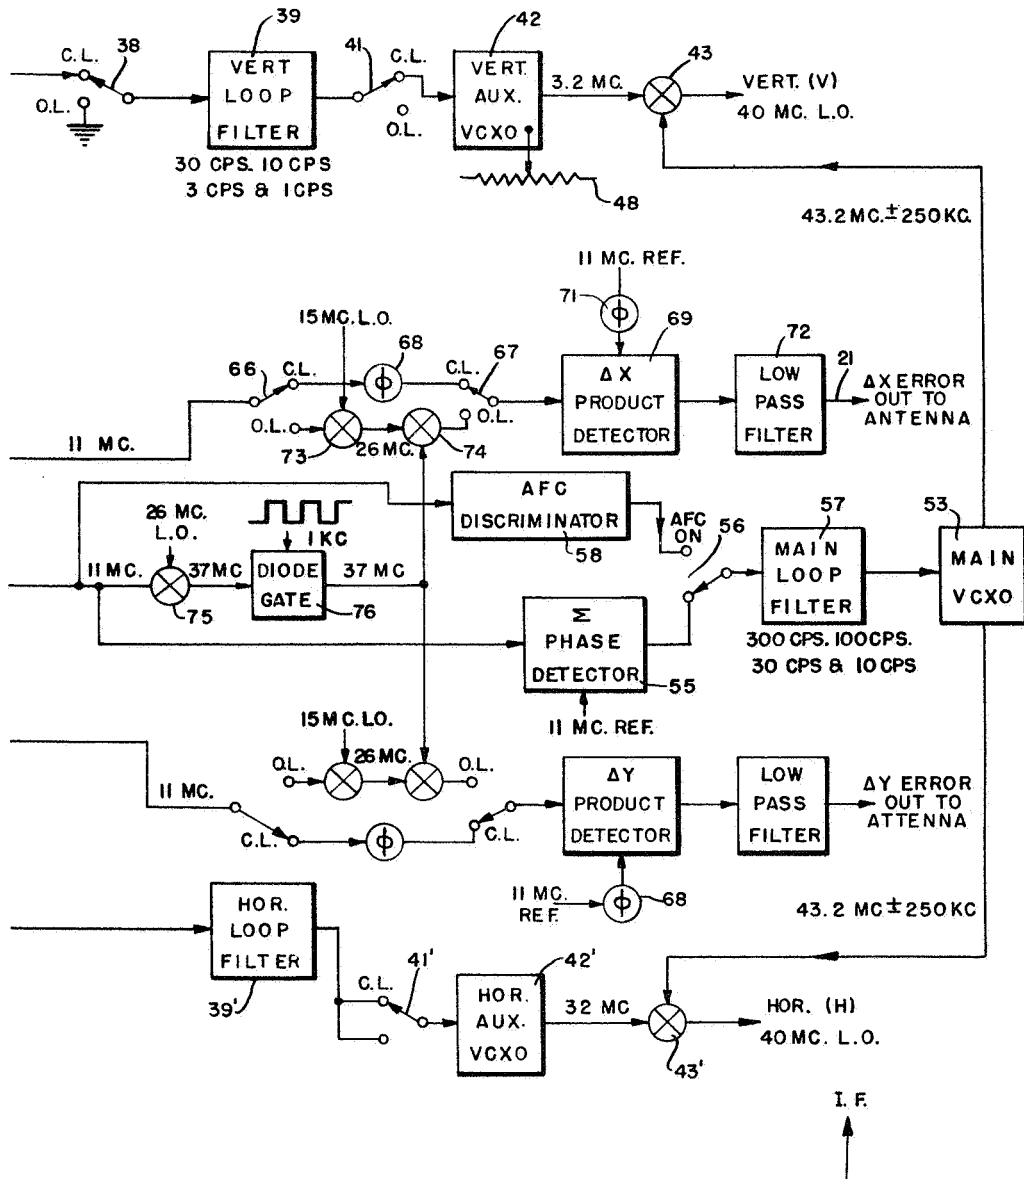 39
42
C.L.
38
41
C.L.
43
O.L.
VERT
LOOP
FILTER
O.L.
VERT.
AUX.
VCXO
3.2 MC.
VERT. (V)
40 MC. L.O.
30 CPS. 10 CPS
3 CPS & 1 CPS
48
43.2 MC. ± 250 KC.
11 MC. REF.
71
Φ
15 MC. L.O.
68
67
69
72
21
66
C.L.
Φ
C.L.
O.L.
O.L.
ΔX
PRODUCT
DETECTOR
LOW
PASS
FILTER
ΔX ERROR
OUT TO
ANTENNA
11 MC.
73
26 MC.
74
AFC
DISCRIMINATOR
58
AFC
ON
56
57
53
26 MC.
L.O.
1 KC
11 MC.
37 MC
DIODE
GATE
76
37 MC
75
MAIN
LOOP
FILTER
MAIN
VCXO
Σ
PHASE
DETECTOR
55
300 CPS. 100 CPS.
30 CPS & 10 CPS
11 MC. REF.
15 MC. LO.
O.L.
26 MC.
O.L.
11 MC.
C.L.
Φ
C.L.
ΔY
PRODUCT
DETECTOR
LOW
PASS
FILTER
ΔY ERROR
OUT TO
ATTENNA
11 MC.
REF.
Φ
68
43.2 MC ± 250 KC
HOR.
LOOP
FILTER
39'
C.L.
41'
42'
HOR.
AUX.
VCXO
32 MC
43'
HOR. (H)
40 MC. L.O.
I. F.